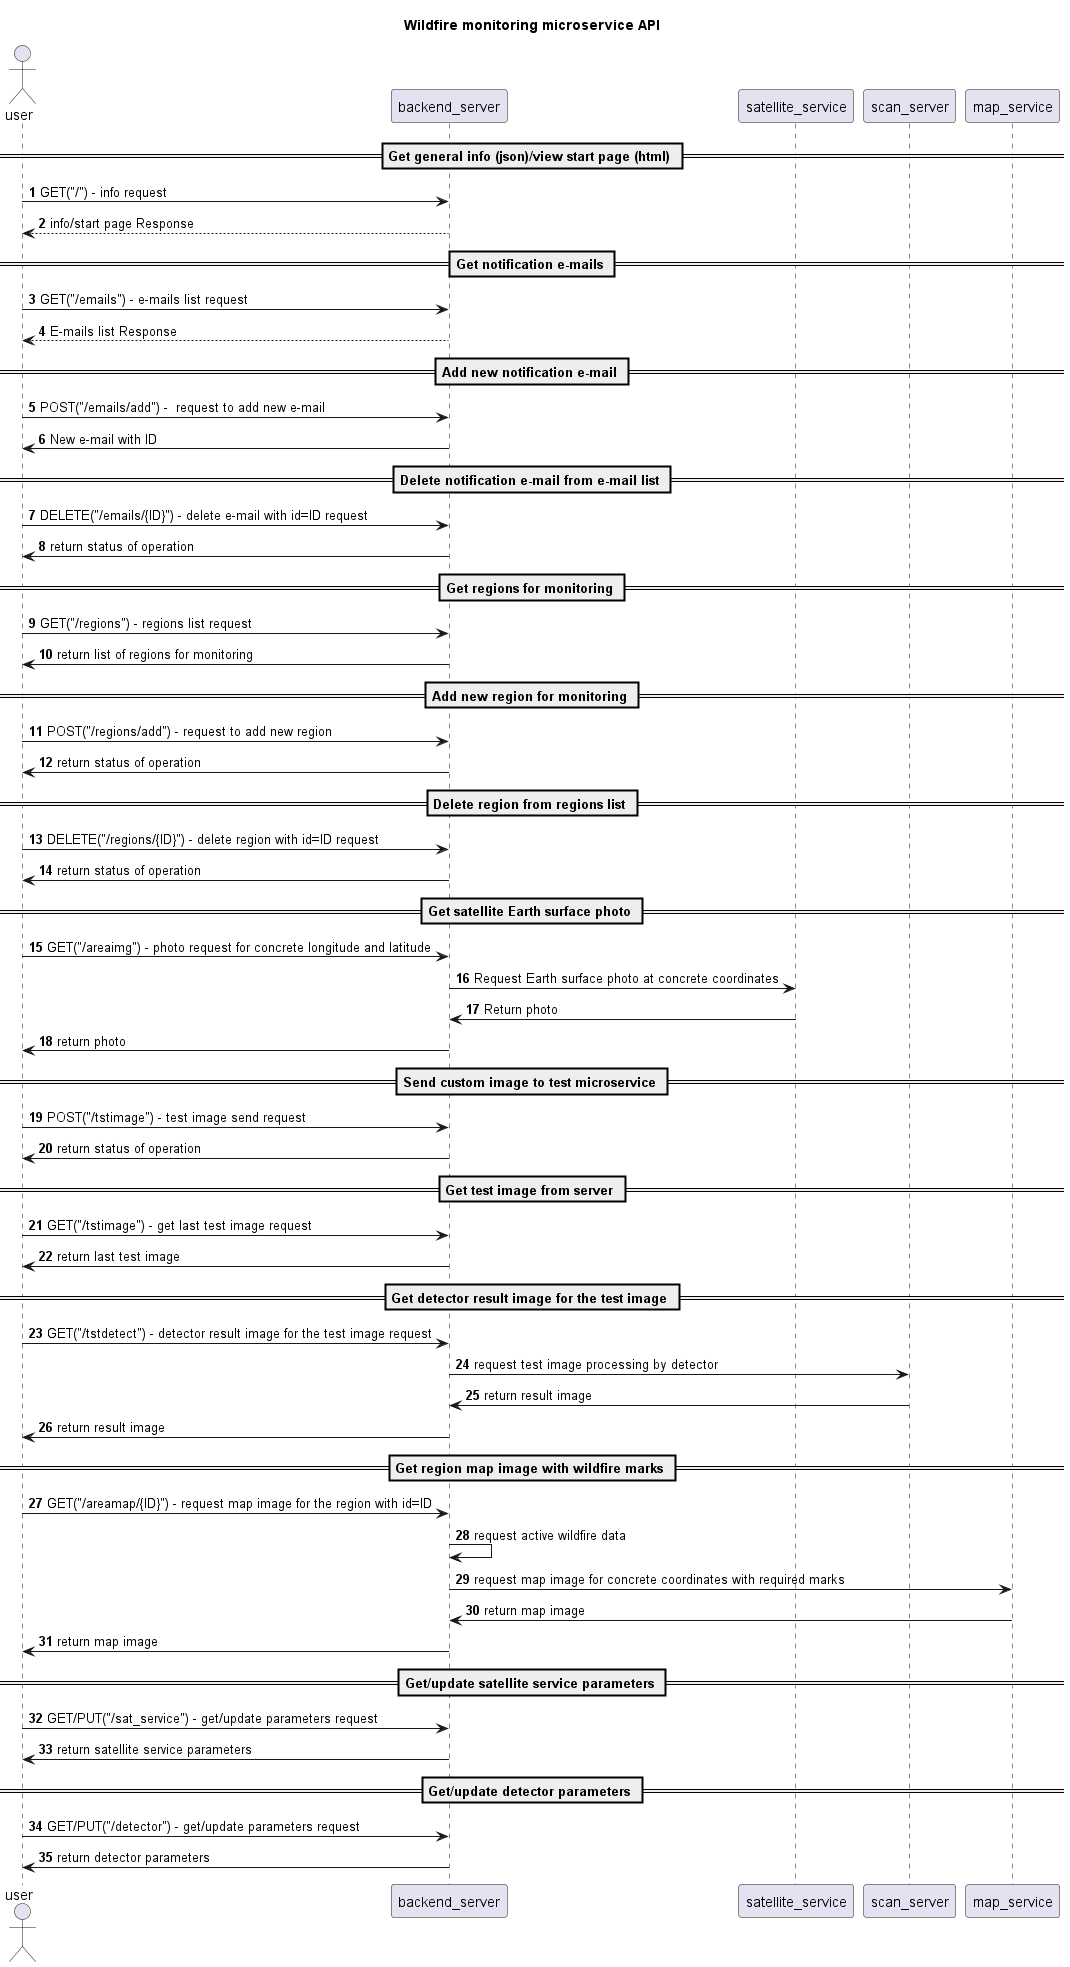 Wildfire monitoring microservice API
user
backend_server
satellite_service
scan_server
map_service
Get general info (json)/view start page (html)
1 GET("/") - info request
2 info/start page Response
Get notification e-mails
3 GET("/emails") - e-mails list request
4 E-mails list Response
Add new notification e-mail
5 POST("/emails/add") -  request to add new e-mail
6 New e-mail with ID
Delete notification e-mail from e-mail list
7 DELETE("/emails/{ID}") - delete e-mail with id=ID request
8 return status of operation
Get regions for monitoring
9 GET("/regions") - regions list request
10 return list of regions for monitoring
Add new region for monitoring
11 POST("/regions/add") - request to add new region
12 return status of operation
Delete region from regions list
13 DELETE("/regions/{ID}") - delete region with id=ID request
14 return status of operation
Get satellite Earth surface photo
15 GET("/areaimg") - photo request for concrete longitude and latitude
16 Request Earth surface photo at concrete coordinates
17 Return photo
18 return photo
Send custom image to test microservice
19 POST("/tstimage") - test image send request
20 return status of operation
Get test image from server
21 GET("/tstimage") - get last test image request
22 return last test image
Get detector result image for the test image
23 GET("/tstdetect") - detector result image for the test image request
24 request test image processing by detector
25 return result image
26 return result image
Get region map image with wildfire marks
27 GET("/areamap/{ID}") - request map image for the region with id=ID
28 request active wildfire data
29 request map image for concrete coordinates with required marks
30 return map image
31 return map image
Get/update satellite service parameters
32 GET/PUT("/sat_service") - get/update parameters request
33 return satellite service parameters
Get/update detector parameters
34 GET/PUT("/detector") - get/update parameters request
35 return detector parameters
user
backend_server
satellite_service
scan_server
map_service